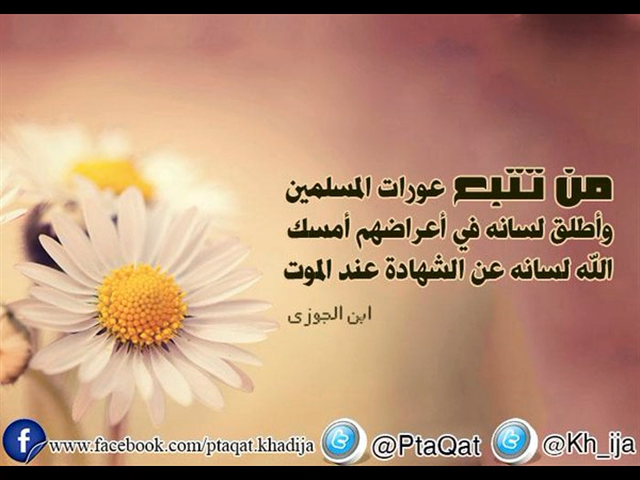 من تتبع عورات المسلمين
وأطلق لسانه في أعراضهم أمسك
الله لسانه عن الشهادة عند الموت
ابن الجوزى
www.facebook.com/ptaqat.khadija @PtaQat @Kh_ija